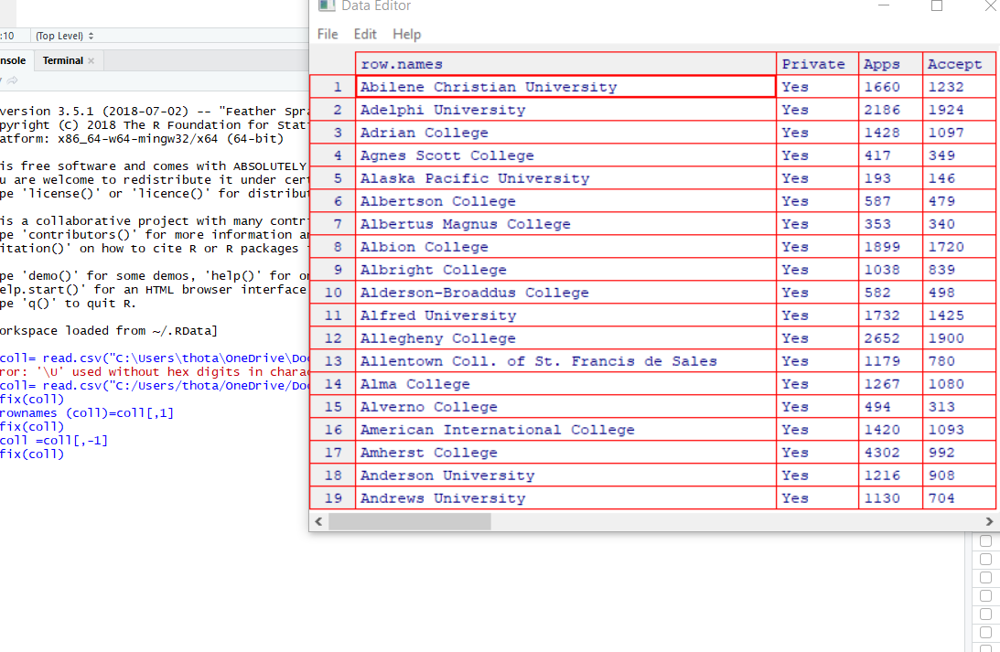 Data Editor
File Edit Help
:10 (Top Level)
nsole Terminal
version 3.5.1 (2018-07-02) -- "Feather Spra
pyright (C) 2018 The R Foundation for Stat
atform: x86_64-w64-mingw32/x64 (64-bit)
is free software and comes with ABSOLUTELY
u are welcome to redistribute it under cert
pe 'license()' or 'licence()' for distribut
is a collaborative project with many contri
pe 'contributors()' for more information an
itation()' on how to cite R or R packages
pe 'demo()' for some demos, 'help()' for on
elp.start()' for an HTML browser interface
pe 'q()' to quit R.
orkspace loaded from ~/.RData]
coll= read.csv("C:\Users\thota\OneDrive\Doc
ror: '\U' used without hex digits in charac
coll= read.csv("C:/Users/thota/OneDrive/Doc
fix(coll)
rownames (coll)=coll[,1]
fix(coll)
coll =coll[,-1]
fix(coll)
row.names Private Apps Accept
1 Abilene Christian University Yes 1660 1232
2 Adelphi University Yes 2186 1924
3 Adrian College Yes 1428 1097
4 Agnes Scott College Yes 417 349
5 Alaska Pacific University Yes 193 146
6 Albertson College Yes 587 479
7 Albertus Magnus College Yes 353 340
8 Albion College Yes 1899 1720
9 Albright College Yes 1038 839
10 Alderson-Broaddus College Yes 582 498
11 Alfred University Yes 1732 1425
12 Allegheny College Yes 2652 1900
13 Allentown Coll. of St. Francis de Sales Yes 1179 780
14 Alma College Yes 1267 1080
15 Alverno College Yes 494 313
16 American International College Yes 1420 1093
17 Amherst College Yes 4302 992
18 Anderson University Yes 1216 908
19 Andrews University Yes 1130 704